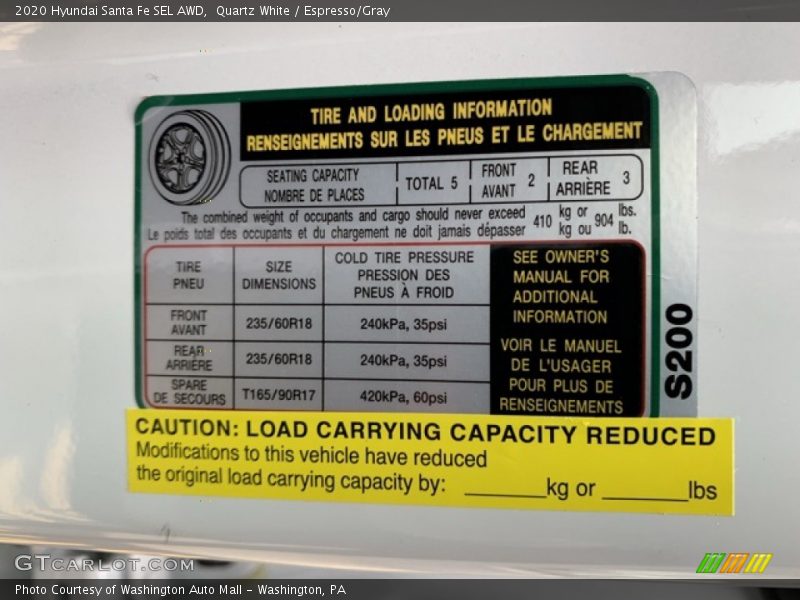 2020 Hyundai Santa Fe SEL AWD,  Quartz White / Espresso/Gray
TIRE AND LOADING INFORMATION
RENSEIGNEMENTS SUR LES PNEUS ET LE CHARGEMENT
SEATING CAPACITY
NOMBRE DE PLACES
TOTAL 5
FRONT
AVANT
2
REAR
ARRIÈRE
3
The combined weight of occupants and cargo should never exceed 410 kg or 904 lbs.
Le poids total des occupants et du chargement ne doit jamais dépasser kg ou lb.
TIRE
PNEU
SIZE
DIMENSIONS
COLD TIRE PRESSURE
PRESSION DES
PNEUS À FROID
FRONT
AVANT
235/60R18
240kPa, 35psi
REAR
ARRIÈRE
235/60R18
240kPa, 35psi
SPARE
DE SECOURS
T165/90R17
420kPa, 60psi
SEE OWNER'S
MANUAL FOR
ADDITIONAL
INFORMATION
VOIR LE MANUEL
DE L'USAGER
POUR PLUS DE
RENSEIGNEMENTS
S200
CAUTION: LOAD CARRYING CAPACITY REDUCED
Modifications to this vehicle have reduced
the original load carrying capacity by: ______kg or ______lbs
GTCARLOT.COM
Photo Courtesy of Washington Auto Mall - Washington, PA